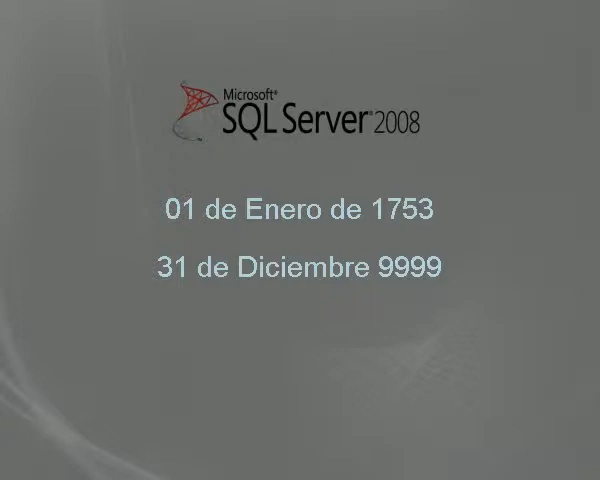 Microsoft®
SQL Server® 2008
01 de Enero de 1753
31 de Diciembre 9999